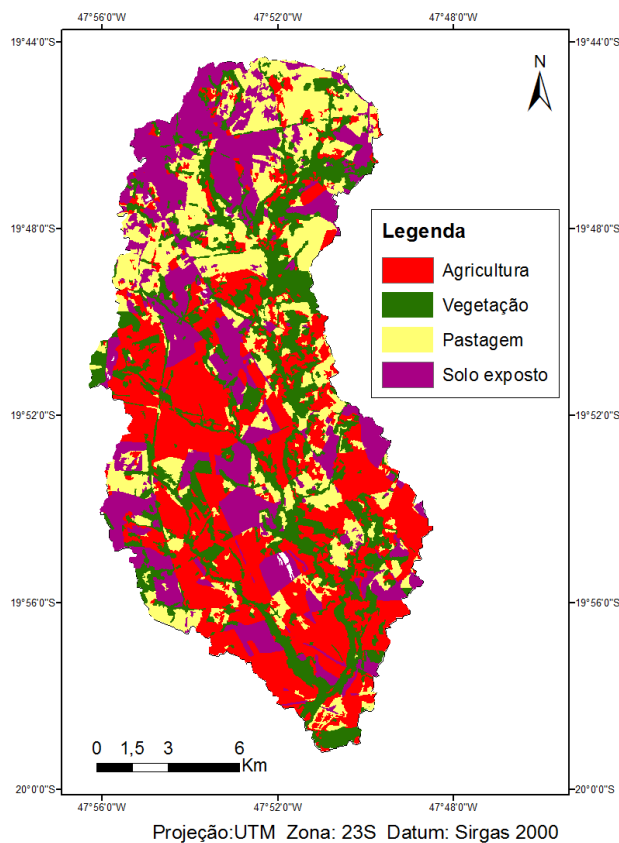 47°56'0"W 47°52'0"W 47°48'0"W
19°44'0"S 19°44'0"S
N
19°48'0"S 19°48'0"S
Legenda
Agricultura
Vegetação
Pastagem
Solo exposto
19°52'0"S 19°52'0"S
19°56'0"S 19°56'0"S
0 1,5 3 6
Km
20°0'0"S 20°0'0"S
47°56'0"W 47°52'0"W 47°48'0"W
Projeção:UTM Zona: 23S Datum: Sirgas 2000